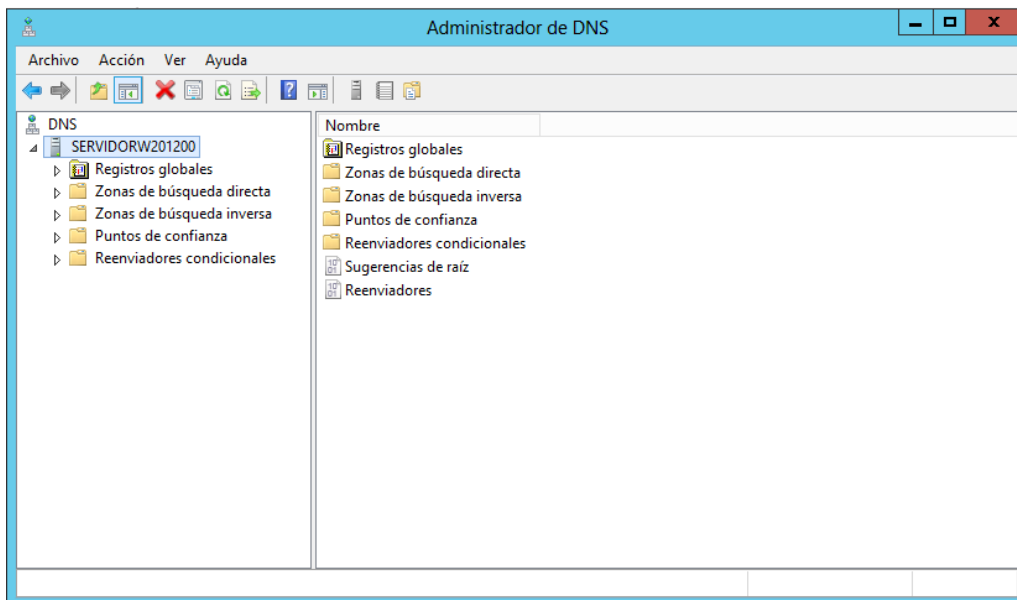 Administrador de DNS
Archivo Acción Ver Ayuda
DNS
SERVIDORW201200
Registros globales
Zonas de búsqueda directa
Zonas de búsqueda inversa
Puntos de confianza
Reenviadores condicionales
Nombre
Registros globales
Zonas de búsqueda directa
Zonas de búsqueda inversa
Puntos de confianza
Reenviadores condicionales
Sugerencias de raíz
Reenviadores